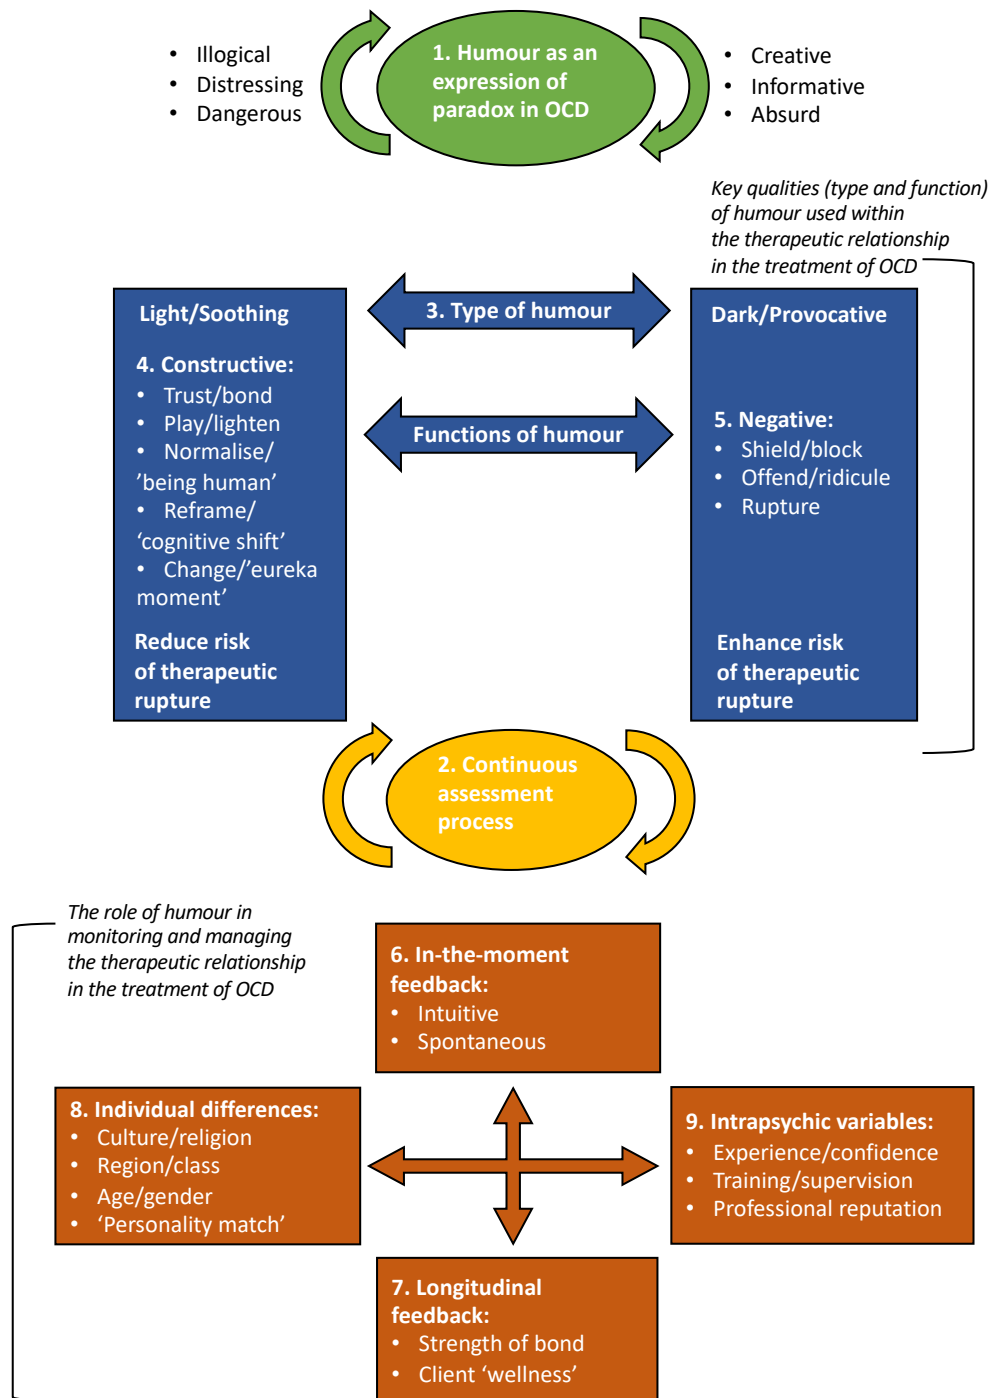 • Illogical
• Distressing
• Dangerous
1. Humour as an
expression of
paradox in OCD
• Creative
• Informative
• Absurd
Key qualities (type and function)
of humour used within
the therapeutic relationship
in the treatment of OCD
Light/Soothing
4. Constructive:
• Trust/bond
• Play/lighten
• Normalise/
’being human’
• Reframe/
‘cognitive shift’
• Change/’eureka
moment’
Reduce risk
of therapeutic
rupture
3. Type of humour
Functions of humour
Dark/Provocative
5. Negative:
• Shield/block
• Offend/ridicule
• Rupture
Enhance risk
of therapeutic
rupture
2. Continuous
assessment
process
The role of humour in
monitoring and managing
the therapeutic relationship
in the treatment of OCD
6. In-the-moment
feedback:
• Intuitive
• Spontaneous
8. Individual differences:
• Culture/religion
• Region/class
• Age/gender
• ‘Personality match’
9. Intrapsychic variables:
• Experience/confidence
• Training/supervision
• Professional reputation
7. Longitudinal
feedback:
• Strength of bond
• Client ‘wellness’